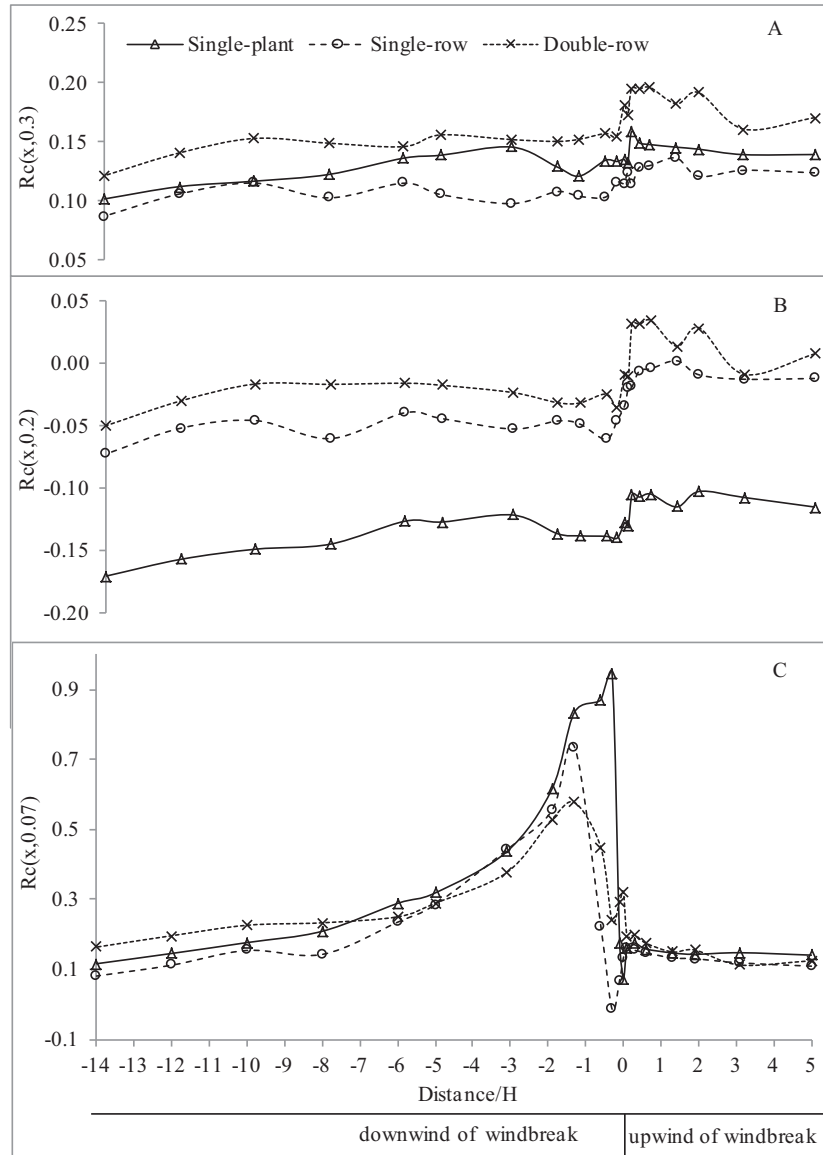 A
Single-plant Single-row Double-row
Rc(x,0.3)
0.25
0.20
0.15
0.10
0.05
B
Rc(x,0.2)
0.05
0.00
-0.05
-0.10
-0.15
-0.20
C
Rc(x,0.07)
0.9
0.7
0.5
0.3
0.1
-0.1
-14 -13 -12 -11 -10 -9 -8 -7 -6 -5 -4 -3 -2 -1 0 1 2 3 4 5
Distance/H
downwind of windbreak upwind of windbreak